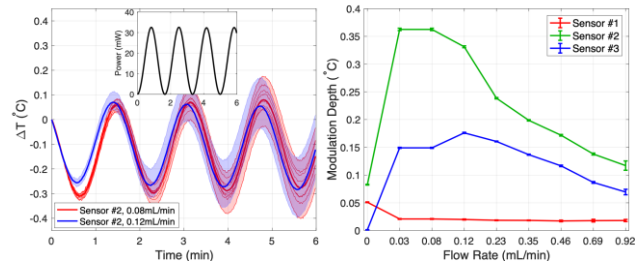 0.4
0.3
0.2
0.1
0
-0.1
-0.2
-0.3
-0.4
ΔT (°C)
0 1 2 3 4 5 6
Time (min)
40
30
20
10
0
Power (mW)
0 2 4 6
Sensor #2, 0.08mL/min
Sensor #2, 0.12mL/min
0.4
0.35
0.3
0.25
0.2
0.15
0.1
0.05
0
Modulation Depth (°C)
0 0.03 0.08 0.12 0.23 0.35 0.46 0.69 0.92
Flow Rate (mL/min)
Sensor #1
Sensor #2
Sensor #3